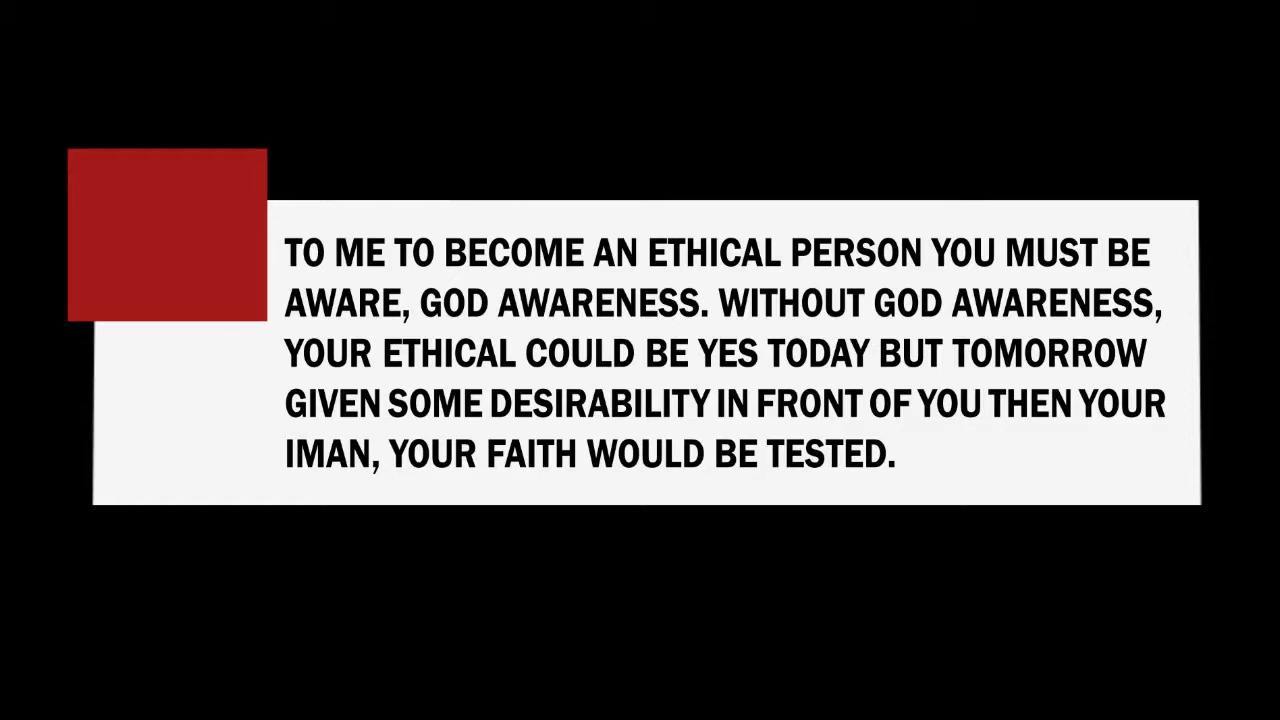 TO ME TO BECOME AN ETHICAL PERSON YOU MUST BE
AWARE, GOD AWARENESS. WITHOUT GOD AWARENESS,
YOUR ETHICAL COULD BE YES TODAY BUT TOMORROW
GIVEN SOME DESIRABILITY IN FRONT OF YOU THEN YOUR
IMAN, YOUR FAITH WOULD BE TESTED.